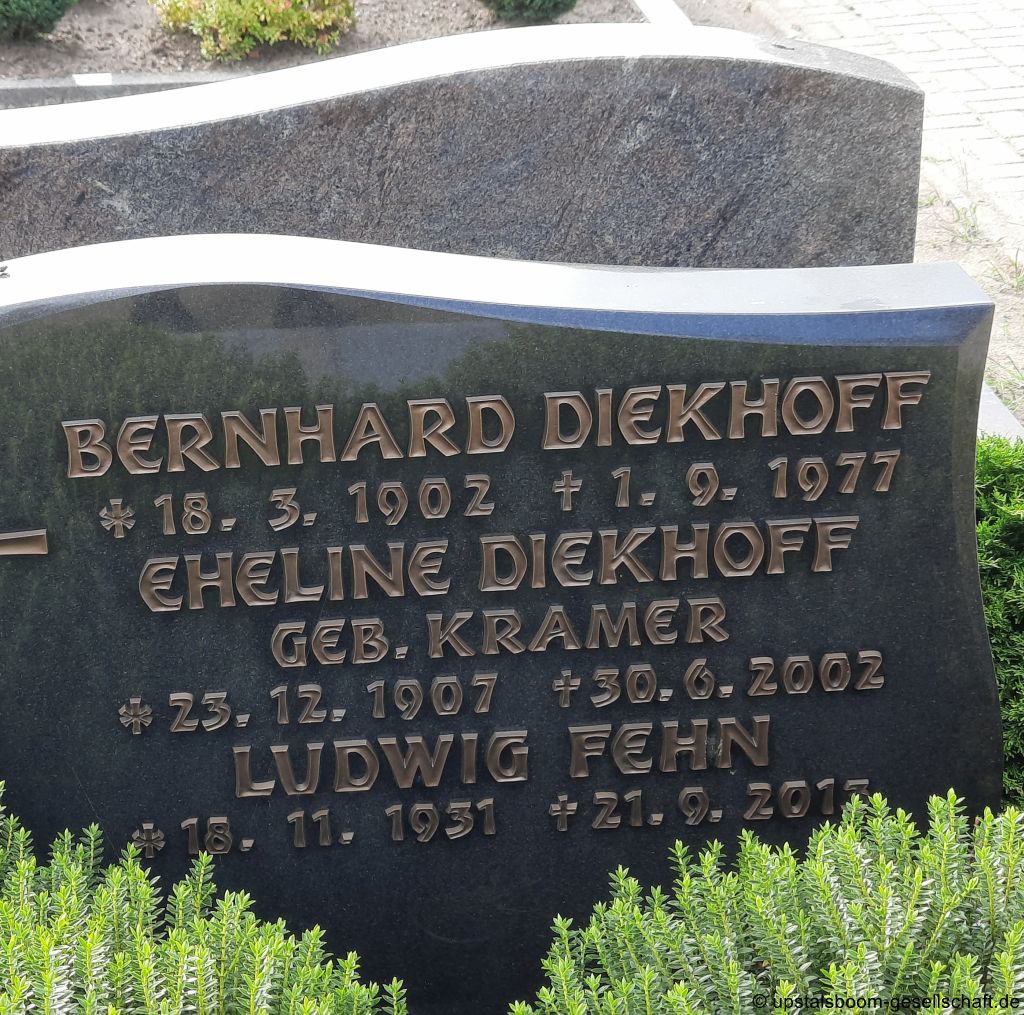 BERNHARD DIEKHOFF
* 18. 3. 1902 † 1. 9. 1977
EHELINE DIEKHOFF
GEB. KRAMER
* 23. 12. 1907 † 30. 6. 2002
LUDWIG FEHN
* 18. 11. 1931 † 21. 9.
© upstalsboom-gesellschaft.de